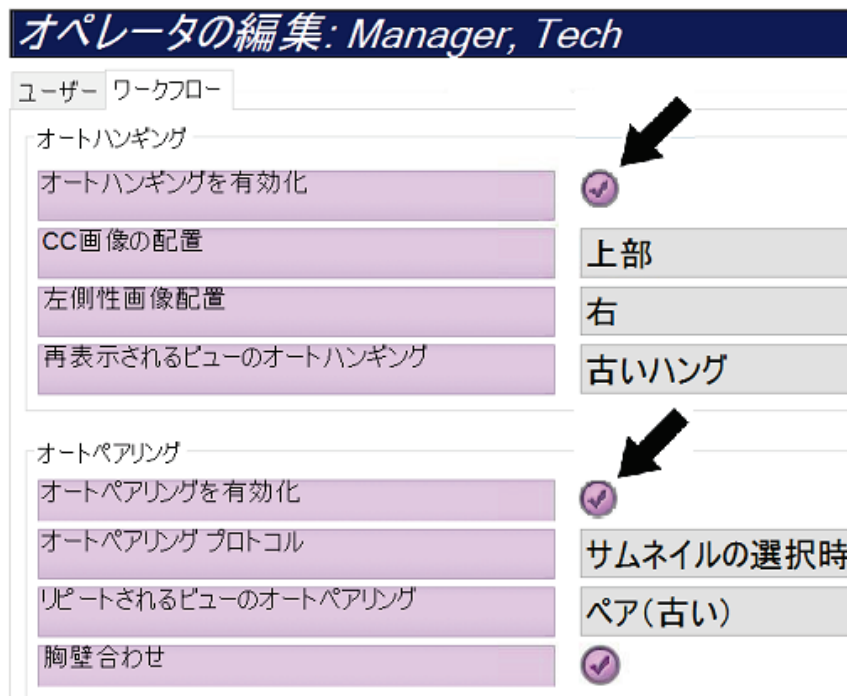 オペレータの編集: Manager, Tech
ユーザー ワークフロー
オートハンギング
オートハンギングを有効化
CC画像の配置 上部
左側性画像配置 右
再表示されるビューのオートハンギング 古いハング
オートペアリング
オートペアリングを有効化
オートペアリング プロトコル サムネイルの選択時
リピートされるビューのオートペアリング ペア(古い)
胸壁合わせ